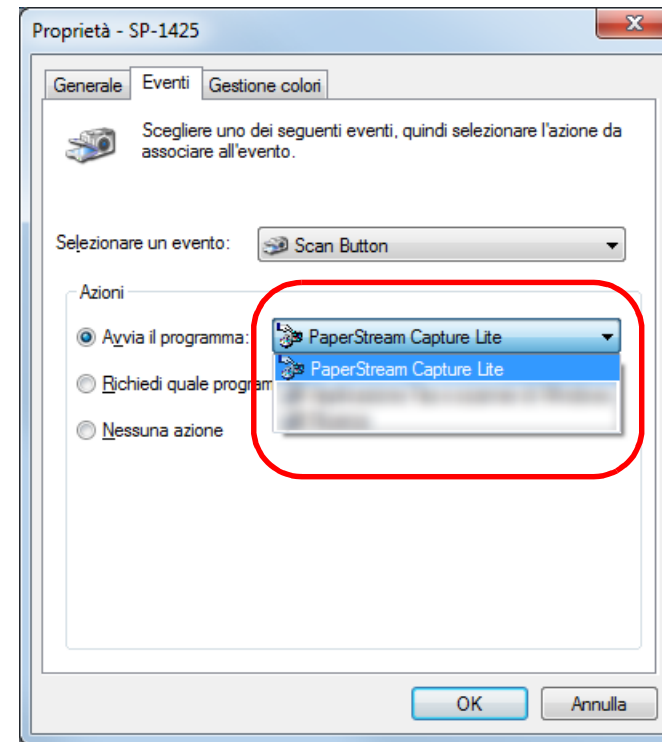 Proprietà - SP-1425
Generale Eventi Gestione colori
Scegliere uno dei seguenti eventi, quindi selezionare l'azione da
associare all'evento.
Selezionare un evento: Scan Button
Azioni
Avvia il programma: PaperStream Capture Lite
PaperStream Capture Lite
Richiedi quale program
Nessuna azione
OK Annulla